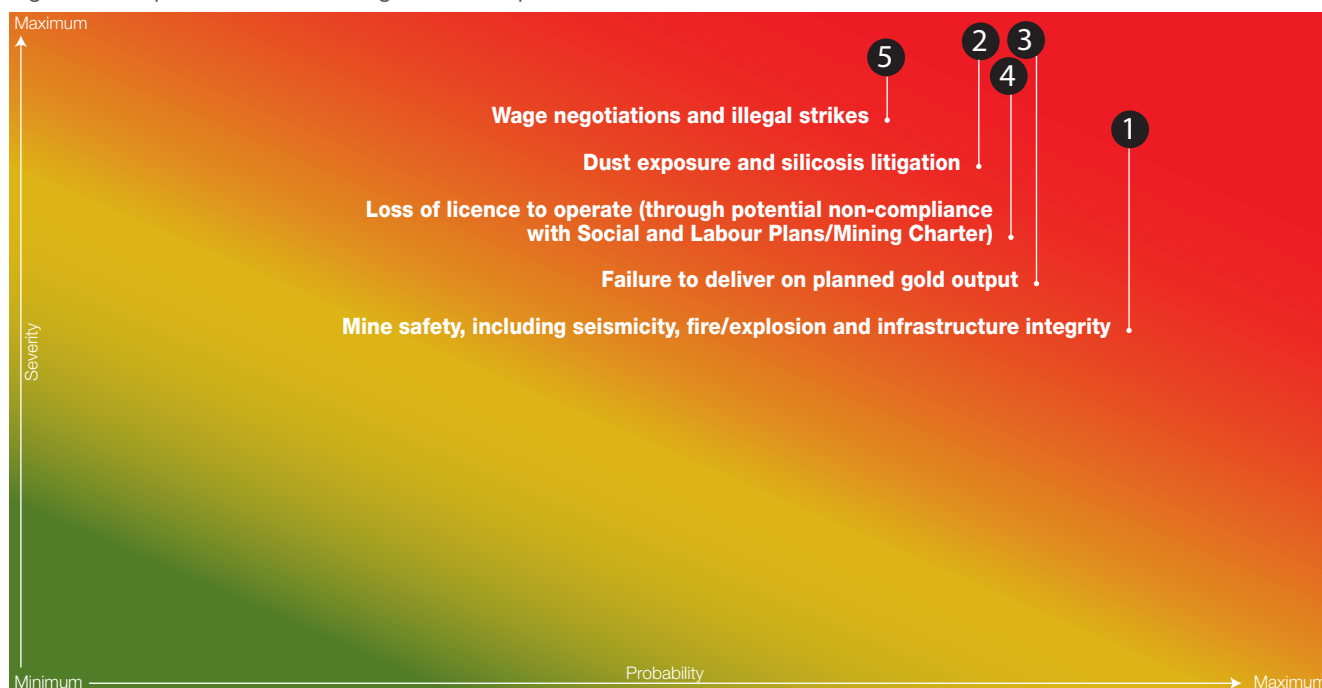 Maximum
5
2
3
4
1
Wage negotiations and illegal strikes
Dust exposure and silicosis litigation
Loss of licence to operate (through potential non-compliance
with Social and Labour Plans/Mining Charter)
Failure to deliver on planned gold output
Mine safety, including seismicity, fire/explosion and infrastructure integrity
Severity
Probability
Minimum
Maximum